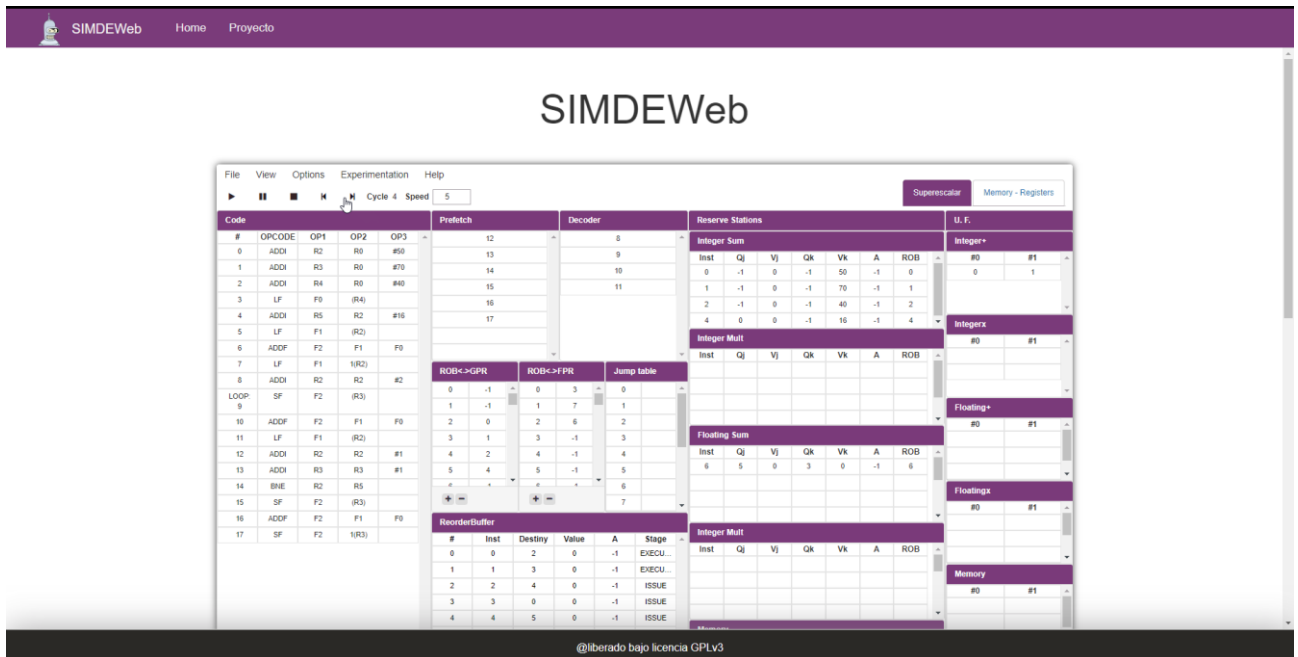 SIMDEWeb Home Proyecto
SIMDEWeb
File View Options Experimentation Help
Cycle 4 Speed 5
Superescalar Memory - Registers
Code
# OPCODE OP1 OP2 OP3
0 ADDI R2 R0 #50
1 ADDI R3 R0 #70
2 ADDI R4 R0 #40
3 LF F0 (R4)
4 ADDI R5 R2 #16
5 LF F1 (R2)
6 ADDF F2 F1 F0
7 LF F1 1(R2)
8 ADDI R2 R2 #2
LOOP:
9 SF F2 (R3)
10 ADDF F2 F1 F0
11 LF F1 (R2)
12 ADDI R2 R2 #1
13 ADDI R3 R3 #1
14 BNE R2 R5
15 SF F2 (R3)
16 ADDF F2 F1 F0
17 SF F2 1(R3)
Prefetch
12
13
14
15
16
17
Decoder
8
9
10
11
ROB<->GPR
0 -1
1 -1
2 0
3 1
4 2
5 4
+ −
ROB<->FPR
0 3
1 7
2 6
3 -1
4 -1
5 -1
+ −
Jump table
0
1
2
3
4
5
6
7
ReorderBuffer
# Inst Destiny Value A Stage
0 0 2 0 -1 EXECU...
1 1 3 0 -1 EXECU...
2 2 4 0 -1 ISSUE
3 3 0 0 -1 ISSUE
4 4 5 0 -1 ISSUE
Reserve Stations
Integer Sum
Inst Qj Vj Qk Vk A ROB
0 -1 0 -1 50 -1 0
1 -1 0 -1 70 -1 1
2 -1 0 -1 40 -1 2
4 0 0 -1 16 -1 4
Integer Mult
Inst Qj Vj Qk Vk A ROB
Floating Sum
Inst Qj Vj Qk Vk A ROB
6 5 0 3 0 -1 6
Integer Mult
Inst Qj Vj Qk Vk A ROB
U. F.
Integer+
#0 #1
0 1
Integerx
#0 #1
Floating+
#0 #1
Floatingx
#0 #1
Memory
#0 #1
@liberado bajo licencia GPLv3